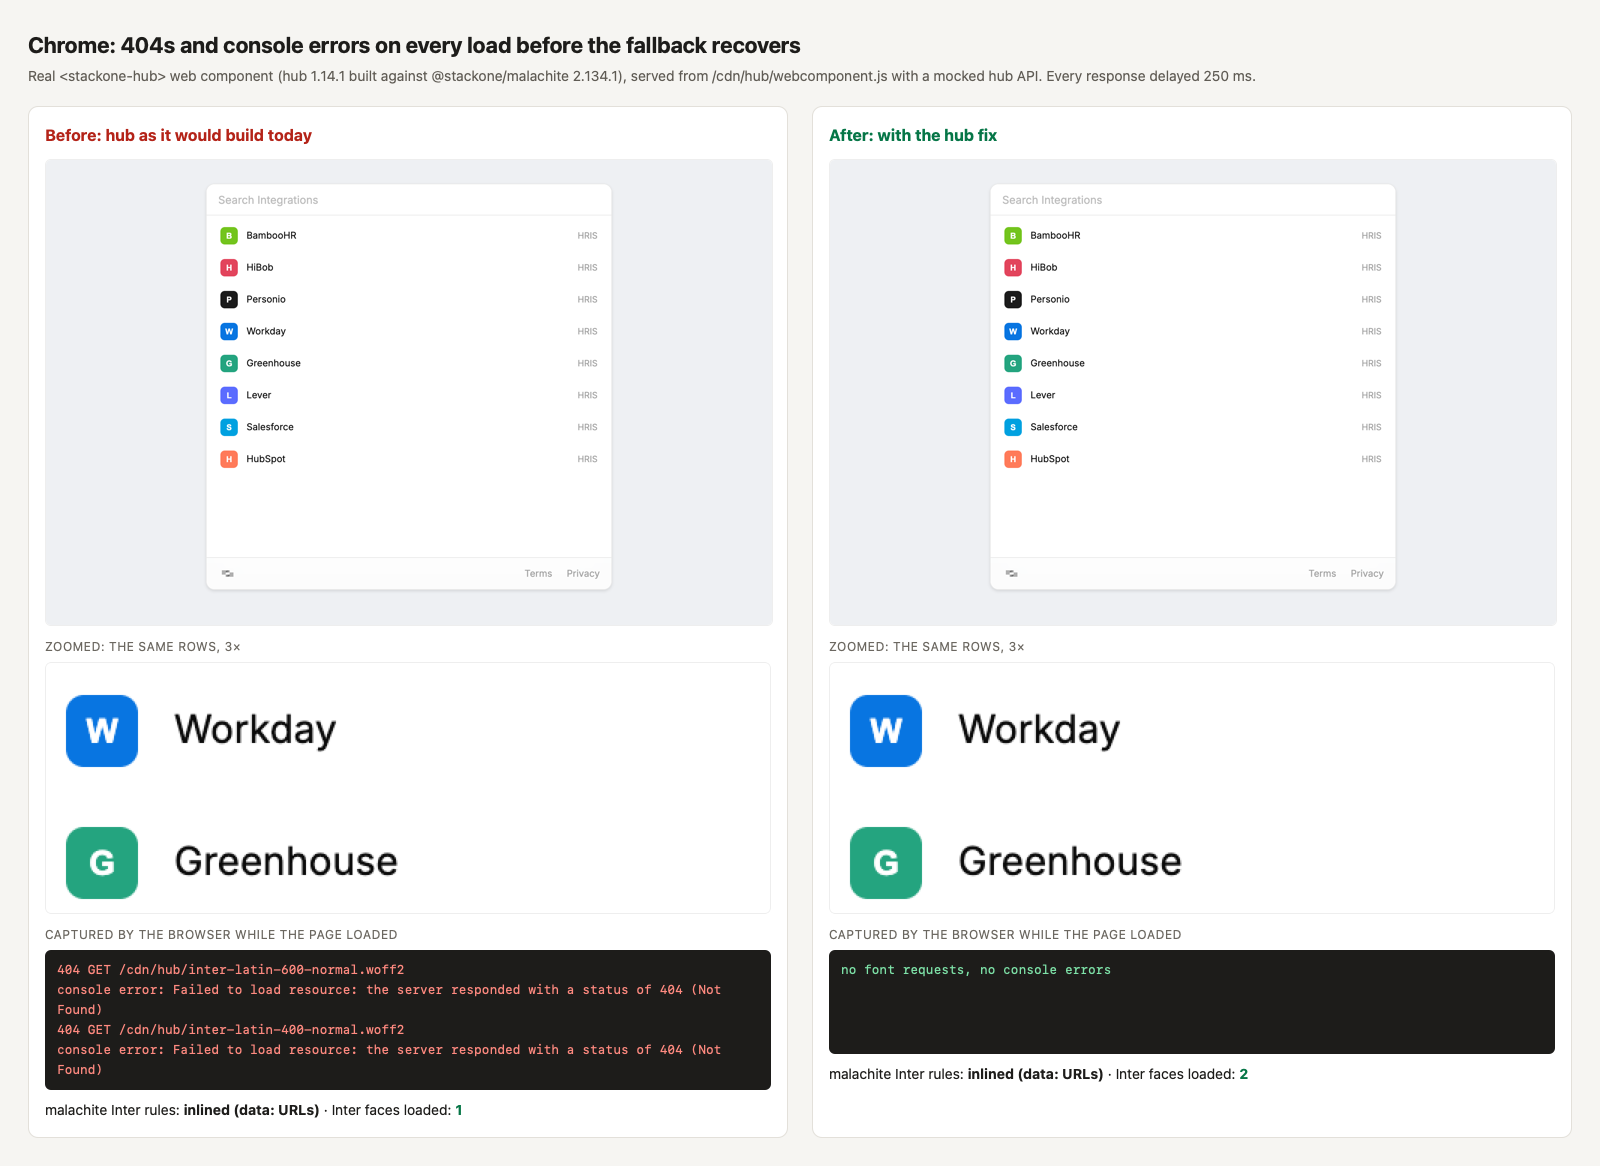 Chrome: 404s and console errors on every load before the fallback recovers
Real <stackone-hub> web component (hub 1.14.1 built against @stackone/malachite 2.134.1), served from /cdn/hub/webcomponent.js with a mocked hub API. Every response delayed 250 ms.
Before: hub as it would build today
Search Integrations
B BambooHR HRIS
H HiBob HRIS
P Personio HRIS
W Workday HRIS
G Greenhouse HRIS
L Lever HRIS
S Salesforce HRIS
H HubSpot HRIS
Terms Privacy
ZOOMED: THE SAME ROWS, 3×
W Workday
G Greenhouse
CAPTURED BY THE BROWSER WHILE THE PAGE LOADED
404 GET /cdn/hub/inter-latin-600-normal.woff2
console error: Failed to load resource: the server responded with a status of 404 (Not
Found)
404 GET /cdn/hub/inter-latin-400-normal.woff2
console error: Failed to load resource: the server responded with a status of 404 (Not
Found)
malachite Inter rules: inlined (data: URLs) · Inter faces loaded: 1
After: with the hub fix
Search Integrations
B BambooHR HRIS
H HiBob HRIS
P Personio HRIS
W Workday HRIS
G Greenhouse HRIS
L Lever HRIS
S Salesforce HRIS
H HubSpot HRIS
Terms Privacy
ZOOMED: THE SAME ROWS, 3×
W Workday
G Greenhouse
CAPTURED BY THE BROWSER WHILE THE PAGE LOADED
no font requests, no console errors
malachite Inter rules: inlined (data: URLs) · Inter faces loaded: 2